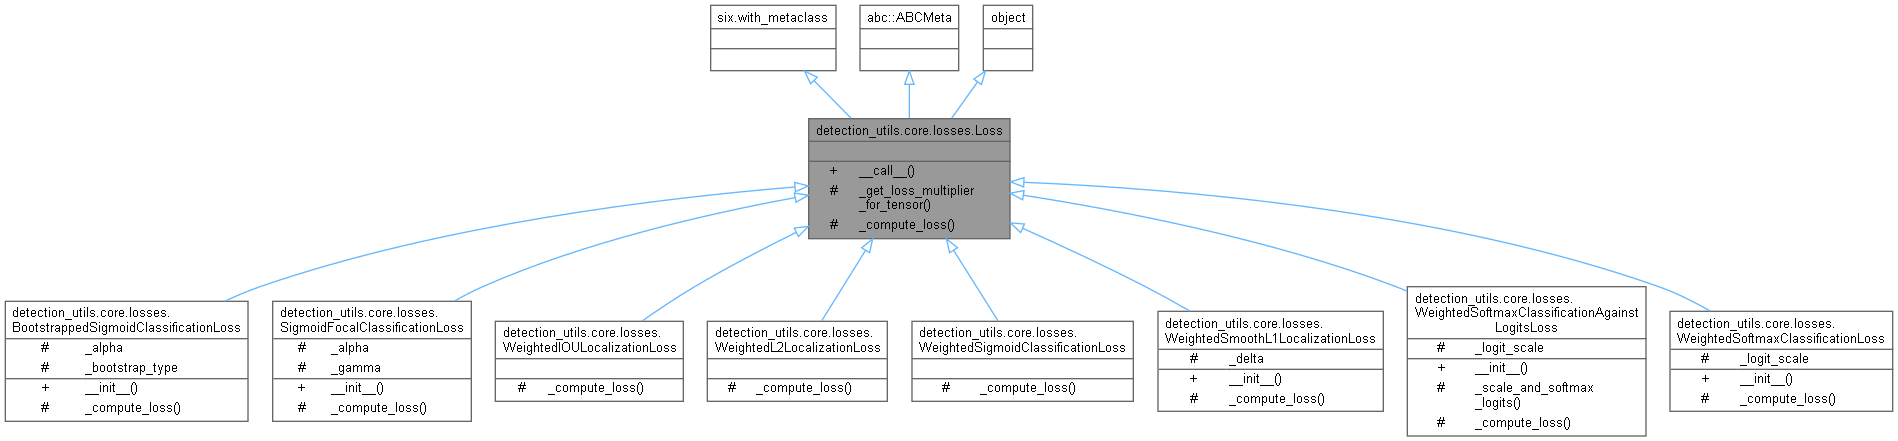 six.with_metaclass
abc::ABCMeta
object
detection_utils.core.losses.Loss
+ __call__()
# _get_loss_multiplier
_for_tensor()
# _compute_loss()
detection_utils.core.losses.
BootstrappedSigmoidClassificationLoss
# _alpha
# _bootstrap_type
+ __init__()
# _compute_loss()
detection_utils.core.losses.
SigmoidFocalClassificationLoss
# _alpha
# _gamma
+ __init__()
# _compute_loss()
detection_utils.core.losses.
WeightedIOULocalizationLoss
# _compute_loss()
detection_utils.core.losses.
WeightedL2LocalizationLoss
# _compute_loss()
detection_utils.core.losses.
WeightedSigmoidClassificationLoss
# _compute_loss()
detection_utils.core.losses.
WeightedSmoothL1LocalizationLoss
# _delta
+ __init__()
# _compute_loss()
detection_utils.core.losses.
WeightedSoftmaxClassificationAgainst
LogitsLoss
# _logit_scale
+ __init__()
# _scale_and_softmax
_logits()
# _compute_loss()
detection_utils.core.losses.
WeightedSoftmaxClassificationLoss
# _logit_scale
+ __init__()
# _compute_loss()